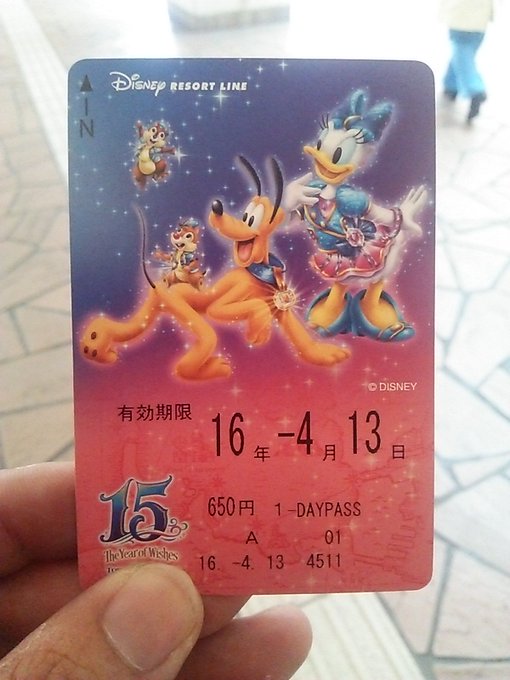 Disney RESORT LINE
IN
© DISNEY
有効期限
16年-4月13日
15
The Year of Wishes
650円 1-DAYPASS
A 01
16. -4. 13 4511